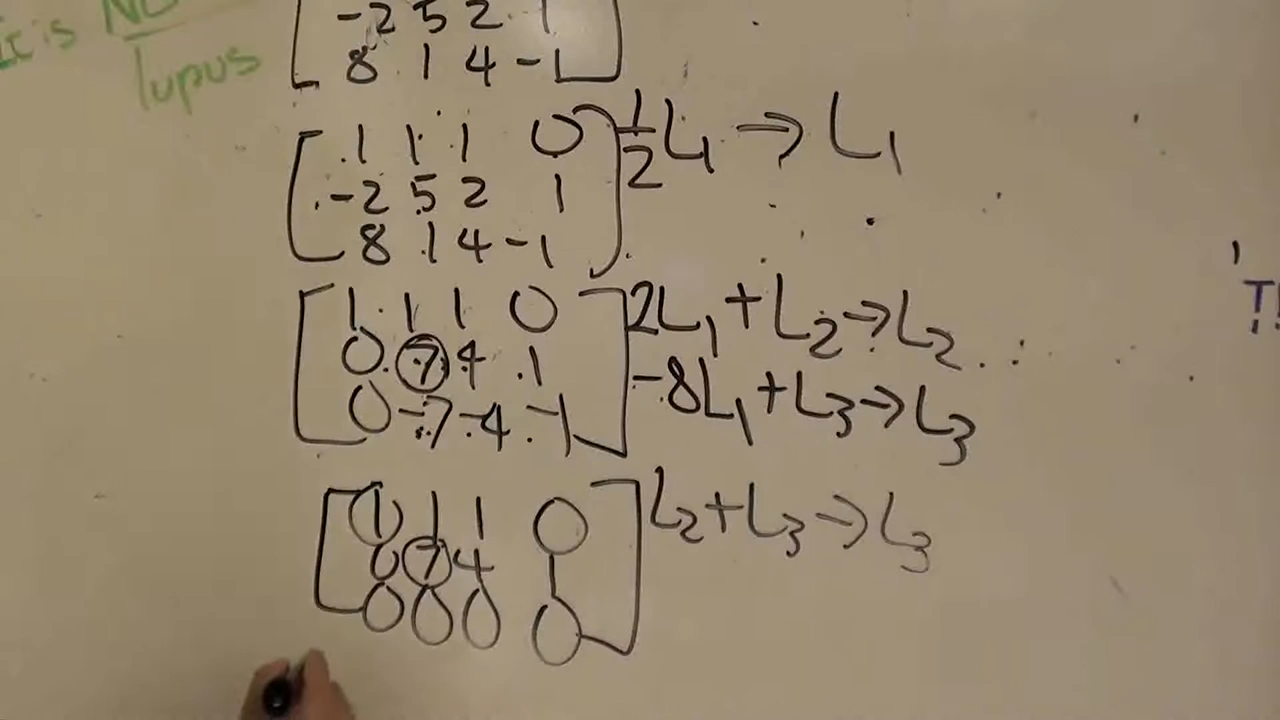 It is NO
lupus
-2 5 2 1
8 1 4 -1
1 1 1 0
-2 5 2 1
8 1 4 -1
½L₁ → L₁
1 1 1 0
0 7 4 1
0 -7 -4 -1
2L₁ + L₂ → L₂
-8L₁ + L₃ → L₃
1 1 1 0
0 7 4 1
0 0 0 0
L₂ + L₃ → L₃